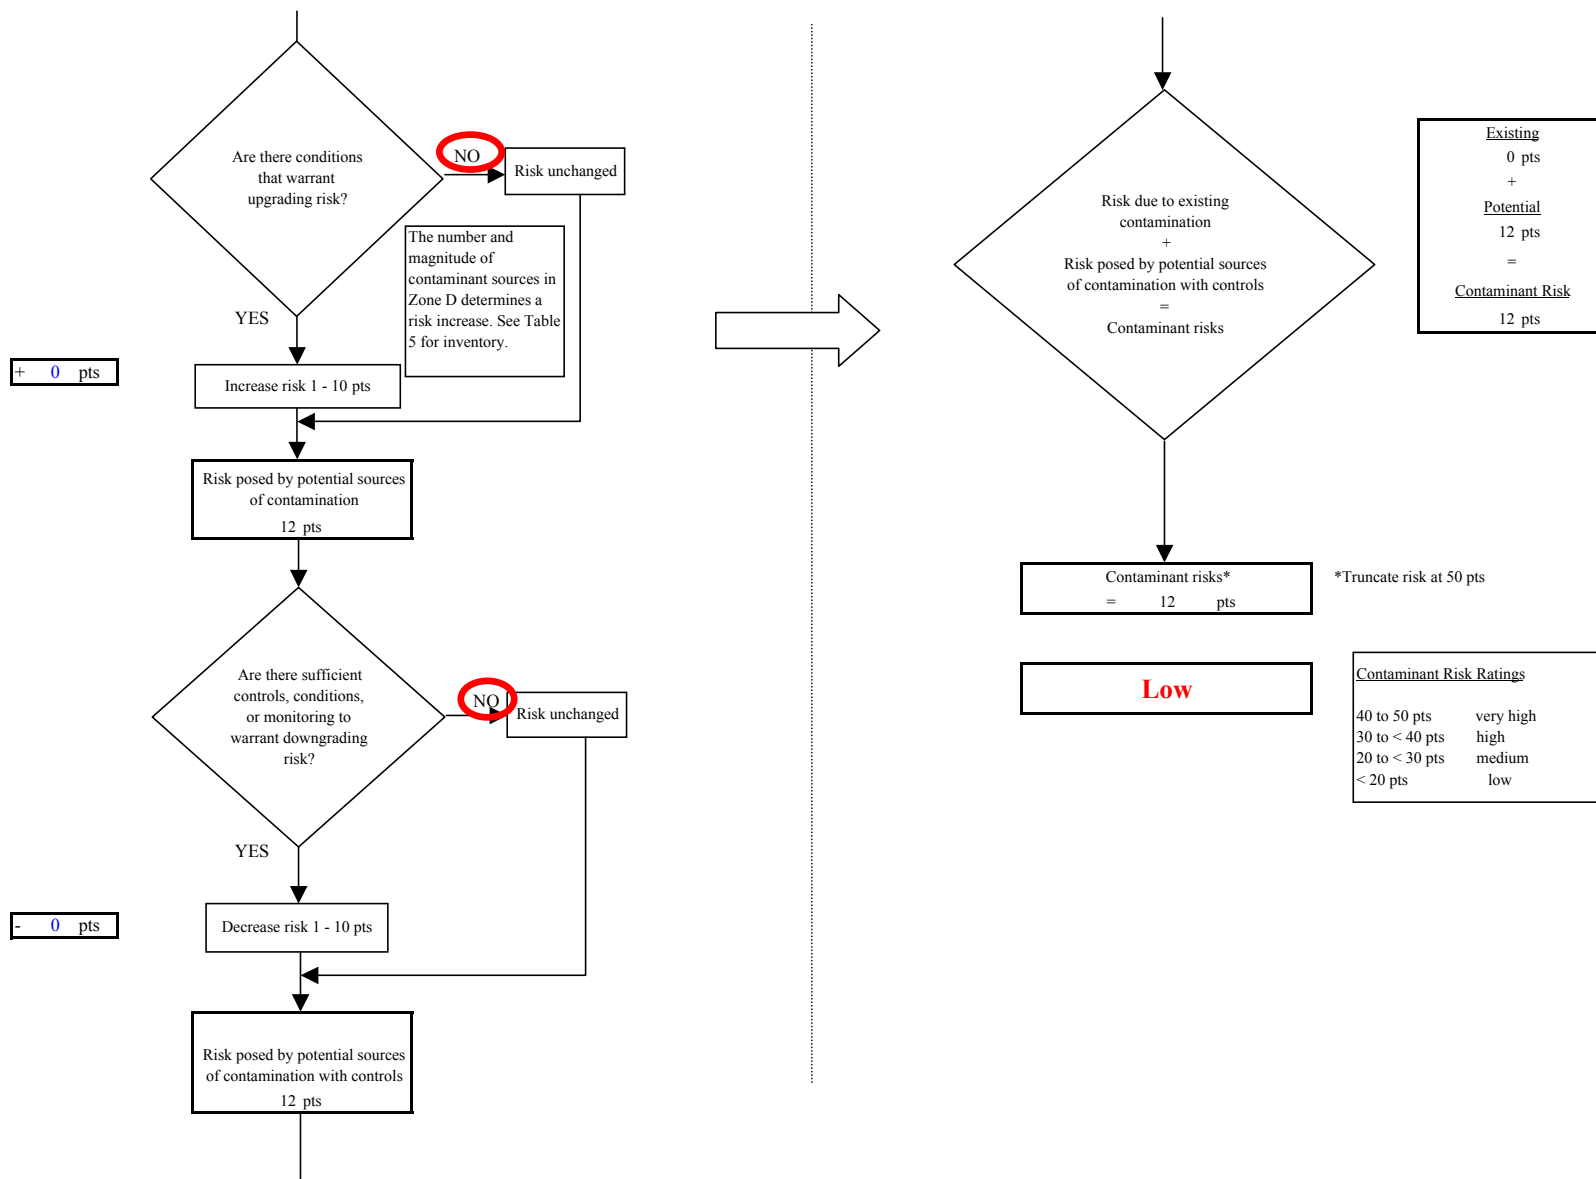 Are there conditions
that warrant
upgrading risk?
NO
Risk unchanged
The number and
magnitude of
contaminant sources in
Zone D determines a
risk increase. See Table
5 for inventory.
YES
+ 0 pts
Increase risk 1 - 10 pts
Risk posed by potential sources
of contamination
12 pts
Are there sufficient
controls, conditions,
or monitoring to
warrant downgrading
risk?
NO
Risk unchanged
YES
- 0 pts
Decrease risk 1 - 10 pts
Risk posed by potential sources
of contamination with controls
12 pts
Risk due to existing
contamination
+
Risk posed by potential sources
of contamination with controls
=
Contaminant risks
Existing
0 pts
+
Potential
12 pts
=
Contaminant Risk
12 pts
Contaminant risks*
= 12 pts
*Truncate risk at 50 pts
Low
Contaminant Risk Ratings
40 to 50 pts very high
30 to < 40 pts high
20 to < 30 pts medium
< 20 pts low